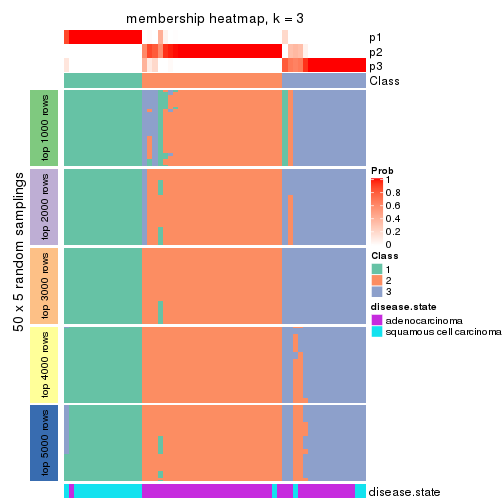 membership heatmap, k = 3
p1
p2
p3
Class
50 x 5 random samplings
top 1000 rows
top 2000 rows
top 3000 rows
top 4000 rows
top 5000 rows
Prob
1
0.8
0.6
0.4
0.2
0
Class
1
2
3
disease.state
adenocarcinoma
squamous cell carcinoma
disease.state